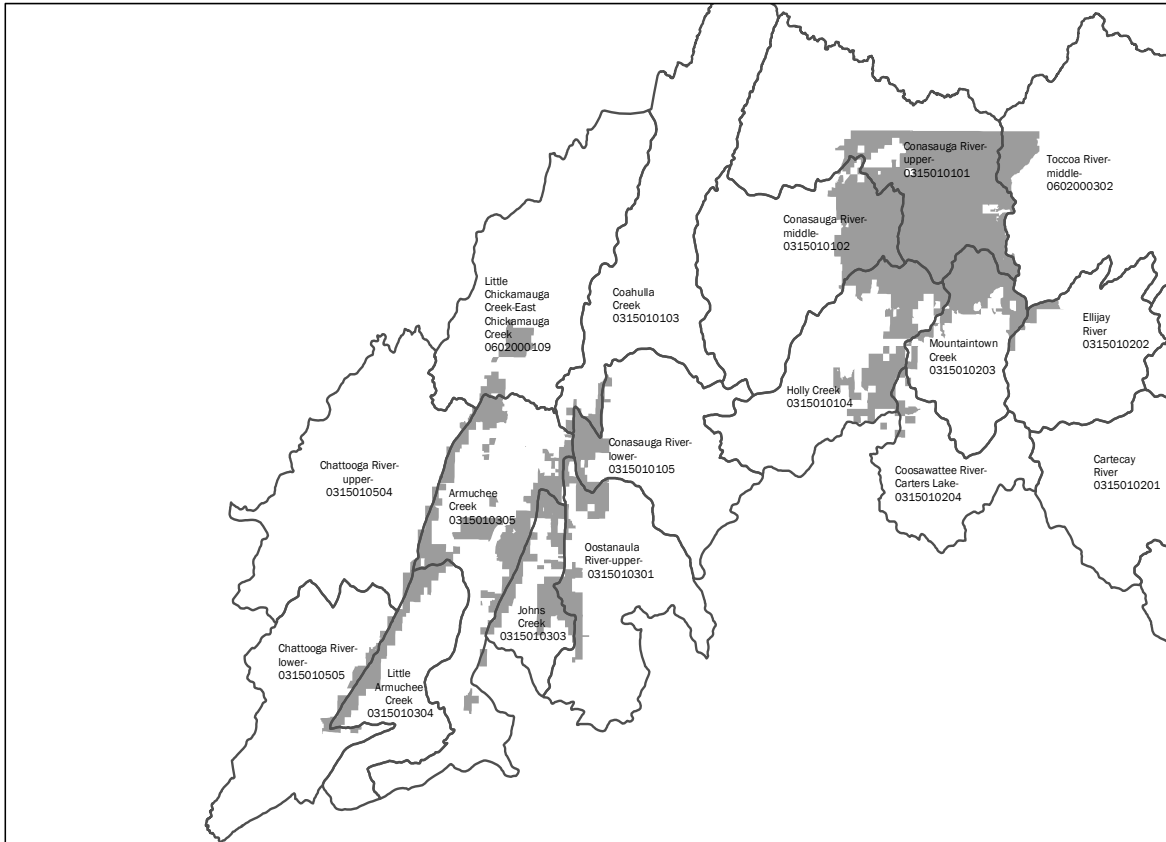 Conasauga River-
upper-
0315010101
Toccoa River-
middle-
0602000302
Conasauga River-
middle-
0315010102
Little
Chickamauga
Creek-East
Chickamauga
Creek
0602000109
Coahulla
Creek
0315010103
Ellijay
River
0315010202
Mountaintown
Creek
0315010203
Holly Creek
0315010104
Conasauga River-
lower-
0315010105
Chattooga River-
upper-
0315010504
Armuchee
Creek
0315010305
Coosawattee River-
Carters Lake-
0315010204
Cartecay
River
0315010201
Oostanaula
River-upper-
0315010301
Johns
Creek
0315010303
Chattooga River-
lower-
0315010505
Little
Armuchee
Creek
0315010304